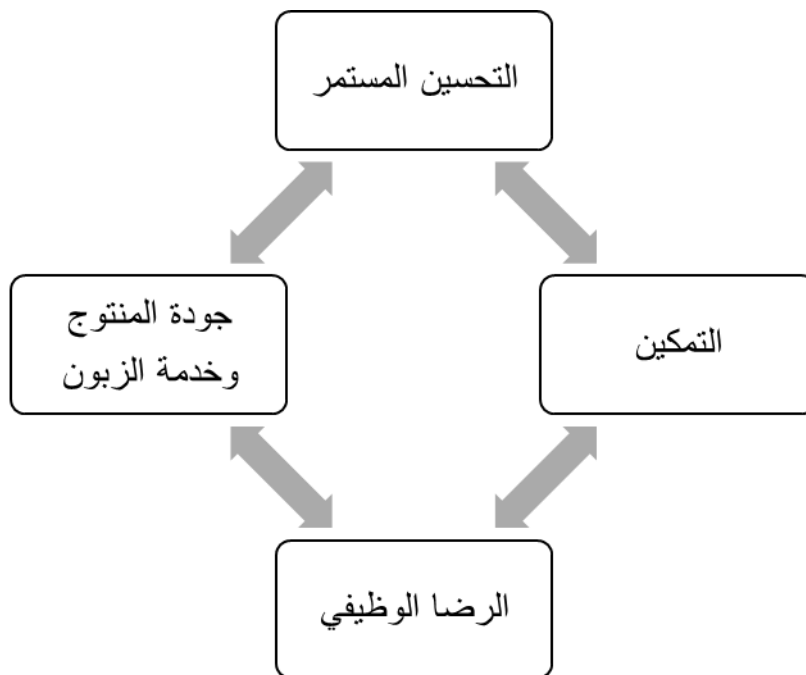 التحسين المستمر
التمكين
جودة المنتوج
وخدمة الزبون
الرضا الوظيفي